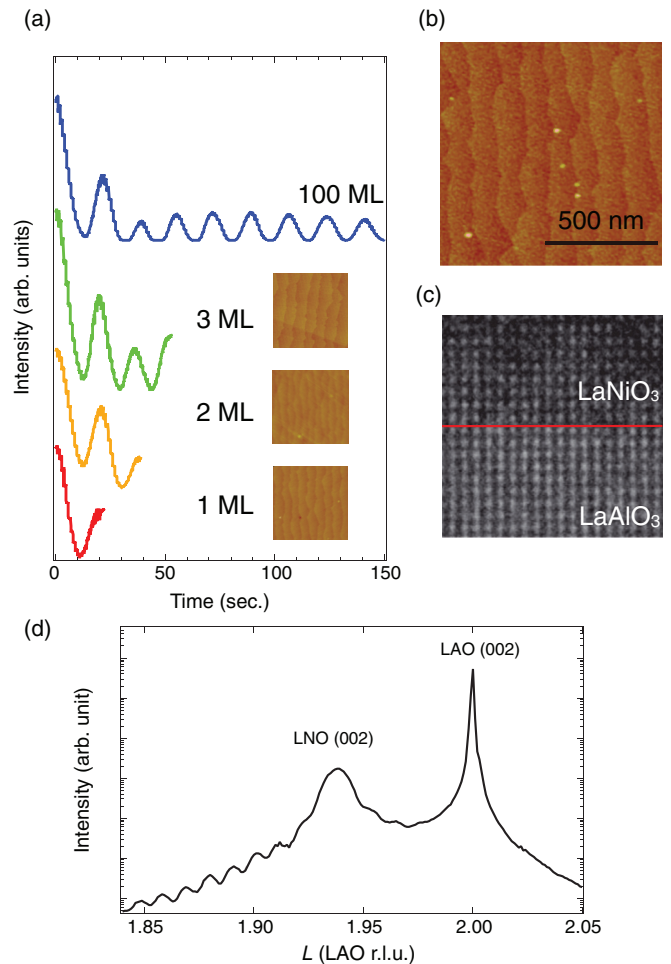 (a)
Intensity (arb. units)
100 ML
3 ML
2 ML
1 ML
0
50
100
150
Time (sec.)
(b)
500 nm
(c)
LaNiO₃
LaAlO₃
(d)
Intensity (arb. unit)
LNO (002)
LAO (002)
1.85
1.90
1.95
2.00
2.05
L (LAO r.l.u.)